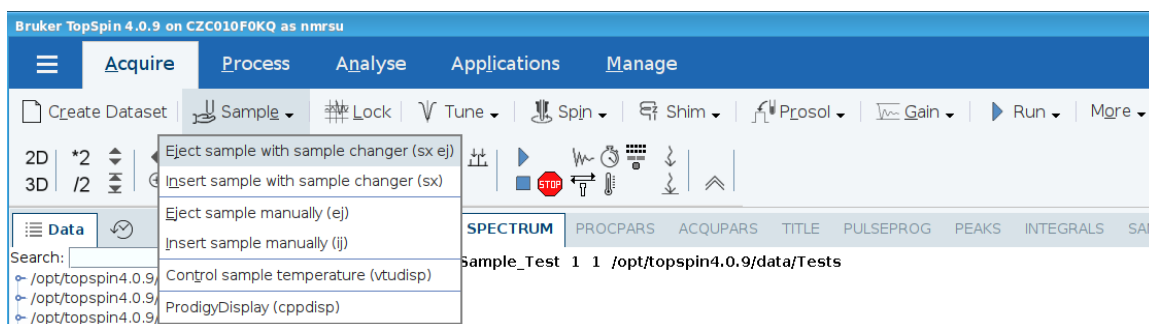 Bruker TopSpin 4.0.9 on CZC010F0KQ as nmrsu
Acquire Process Analyse Applications Manage
Create Dataset Sample Lock Tune Spin Shim Prosol Gain Run More
2D *2
3D /2
STOP
Eject sample with sample changer (sx ej)
Insert sample with sample changer (sx)
Eject sample manually (ej)
Insert sample manually (ij)
Control sample temperature (vtudisp)
ProdigyDisplay (cppdisp)
Data
SPECTRUM PROCPARS ACQUPARS TITLE PULSEPROG PEAKS INTEGRALS
Search:
Sample_Test 1 1 /opt/topspin4.0.9/data/Tests
/opt/topspin4.0.9/
/opt/topspin4.0.9/
/opt/topspin4.0.9/